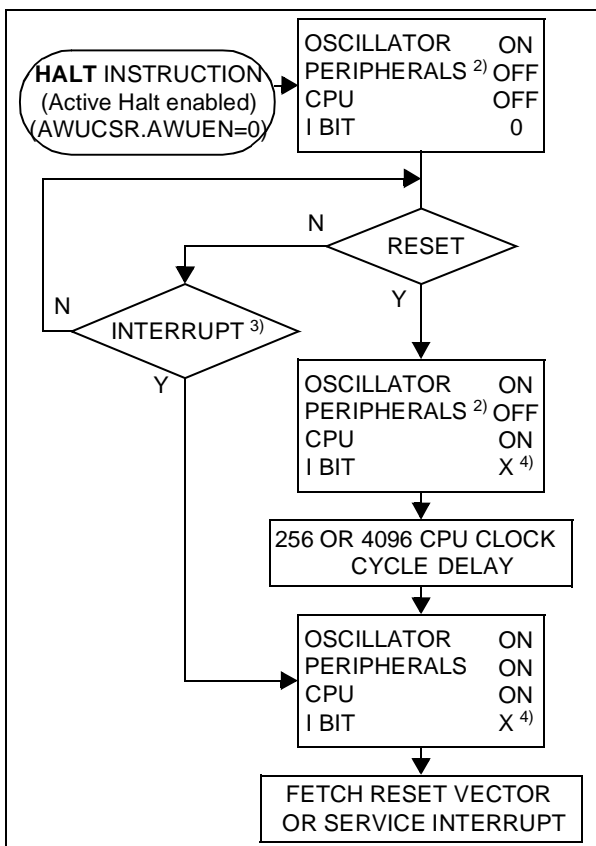 HALT INSTRUCTION
(Active Halt enabled)
(AWUCSR.AWUEN=0)
OSCILLATOR ON
PERIPHERALS 2) OFF
CPU OFF
I BIT 0
RESET
N
Y
INTERRUPT 3)
N
Y
OSCILLATOR ON
PERIPHERALS 2) OFF
CPU ON
I BIT X 4)
256 OR 4096 CPU CLOCK
CYCLE DELAY
OSCILLATOR ON
PERIPHERALS ON
CPU ON
I BIT X 4)
FETCH RESET VECTOR
OR SERVICE INTERRUPT